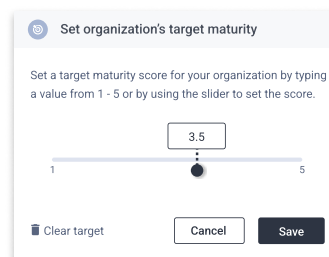 Set organization's target maturity
Set a target maturity score for your organization by typing
a value from 1 - 5 or by using the slider to set the score.
3.5
1 5
Clear target Cancel Save